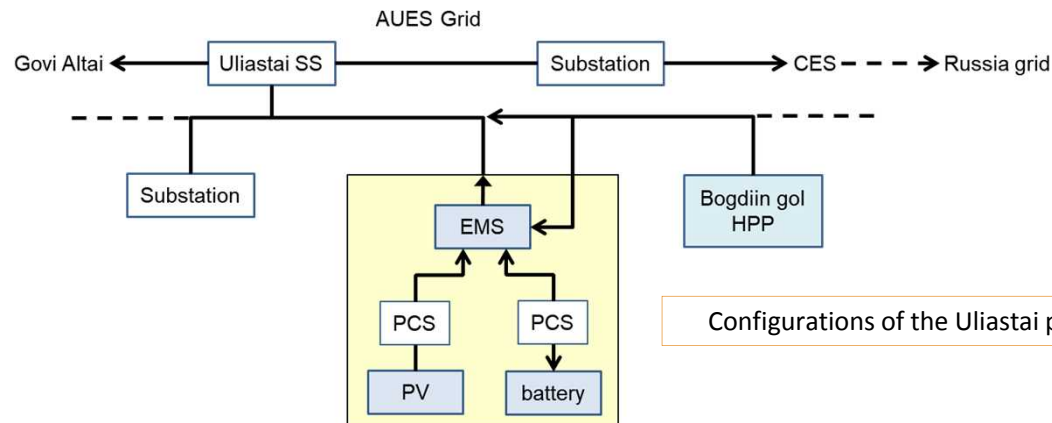 AUES Grid
Govi Altai
Uliastai SS
Substation
CES
Russia grid
Substation
Bogdiin gol
HPP
EMS
PCS
PCS
Configurations of the Uliastai p
PV
battery